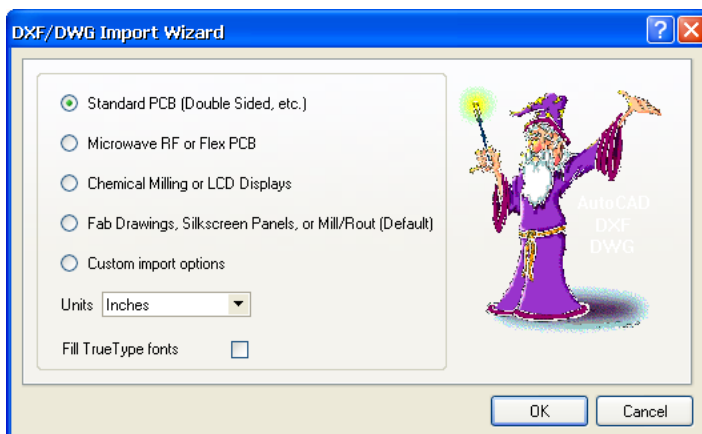 DXF/DWG Import Wizard
Standard PCB (Double Sided, etc.)
Microwave RF or Flex PCB
Chemical Milling or LCD Displays
Fab Drawings, Silkscreen Panels, or Mill/Rout (Default)
Custom import options
Units Inches
Fill TrueType fonts
AutoCAD
DXF
DWG
OK Cancel